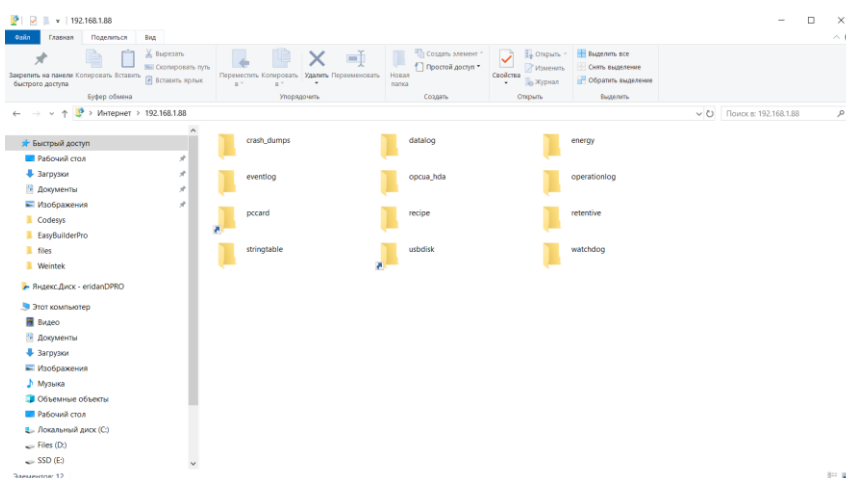 192.168.1.88
Файл Главная Поделиться Вид
Закрепить на панели быстрого доступа
Копировать
Вставить
Вырезать
Скопировать путь
Вставить ярлык
Буфер обмена
Переместить в
Копировать в
Удалить
Переименовать
Упорядочить
Новая папка
Создать элемент
Простой доступ
Создать
Свойства
Открыть
Изменить
Журнал
Открыть
Выделить все
Снять выделение
Обратить выделение
Выделить
Интернет > 192.168.1.88
Поиск в: 192.168.1.88
Быстрый доступ
Рабочий стол
Загрузки
Документы
Изображения
Codesys
EasyBuilderPro
files
Weintek
Яндекс.Диск - eridanDPRO
Этот компьютер
Видео
Документы
Загрузки
Изображения
Музыка
Объемные объекты
Рабочий стол
Локальный диск (C:)
Files (D:)
SSD (E:)
crash_dumps datalog energy
eventlog opcua_hda operationlog
pccard recipe retentive
stringtable usbdisk watchdog
Элементов: 12